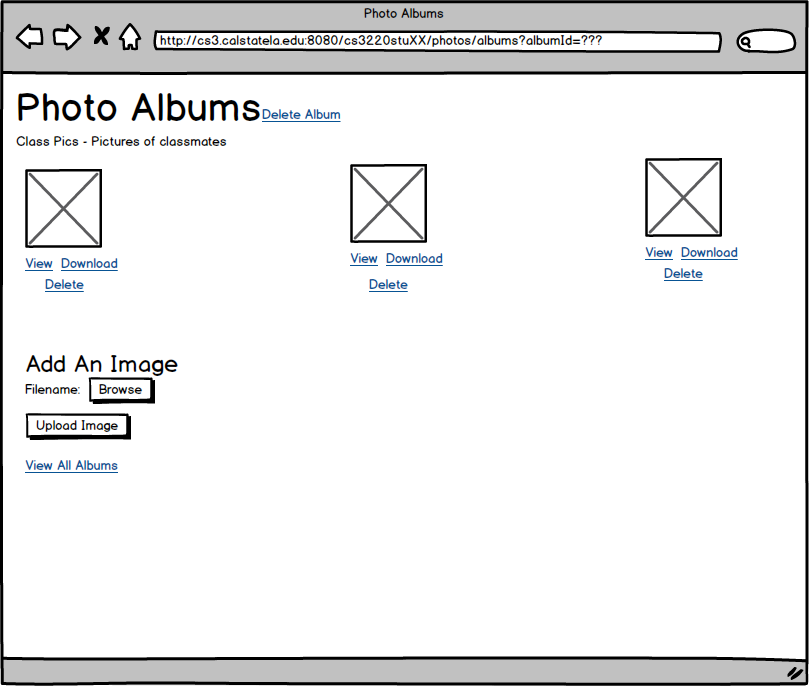 Photo Albums
http://cs3.calstatela.edu:8080/cs3220stuXX/photos/albums?albumId=???
Photo Albums Delete Album
Class Pics - Pictures of classmates
View Download
Delete
View Download
Delete
View Download
Delete
Add An Image
Filename: Browse
Upload Image
View All Albums